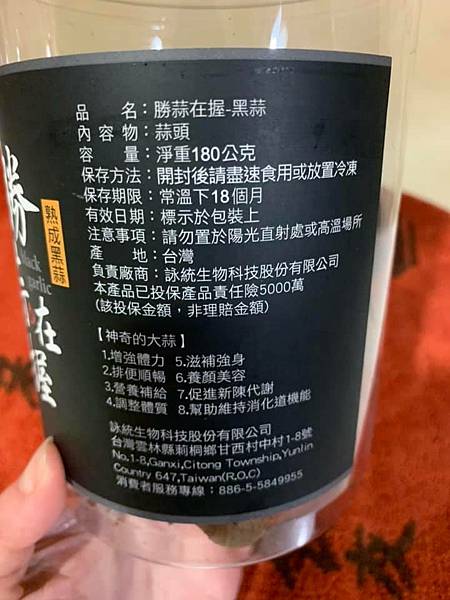 品　　名：勝蒜在握-黑蒜
內 容 物：蒜頭
容　　量：淨重180公克
保存方法：開封後請盡速食用或放置冷凍
保存期限：常溫下18個月
有效日期：標示於包裝上
注意事項：請勿置於陽光直射處或高溫場所
產　　地：台灣
負責廠商：詠統生物科技股份有限公司
本產品已投保產品責任險5000萬
(該投保金額，非理賠金額)
【神奇的大蒜】
1.增強體力 5.滋補強身
2.排便順暢 6.養顏美容
3.營養補給 7.促進新陳代謝
4.調整體質 8.幫助維持消化道機能
詠統生物科技股份有限公司
台灣雲林縣莿桐鄉甘西村中村1-8號
No.1-8,Ganxi,Citong Township,Yunlin
Country 647,Taiwan(R.O.C)
消費者服務專線：886-5-5849955
勝
在握
熟成黑蒜
lack
garlic